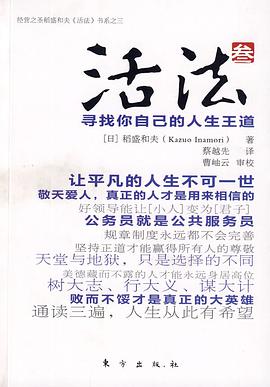 经营之圣稻盛和夫《活法》书系之三
活法 叁
寻找你自己的人生王道
[日] 稻盛和夫 (Kazuo Inamori) 著
蔡越先 译
曹岫云 审校
让平凡的人生不可一世
敬天爱人，真正的人才是用来相信的
好领导能让[小人]变为[君子]
公务员就是公共服务员
规章制度永远都不会完善
坚持正道才能赢得所有人的尊敬
天堂与地狱，只是选择的不同
美德藏而不露的人才能永远身居高位
树大志、行大义、谋大计
败而不馁才是真正的大英雄
通读三遍，人生从此有希望
东方出版社